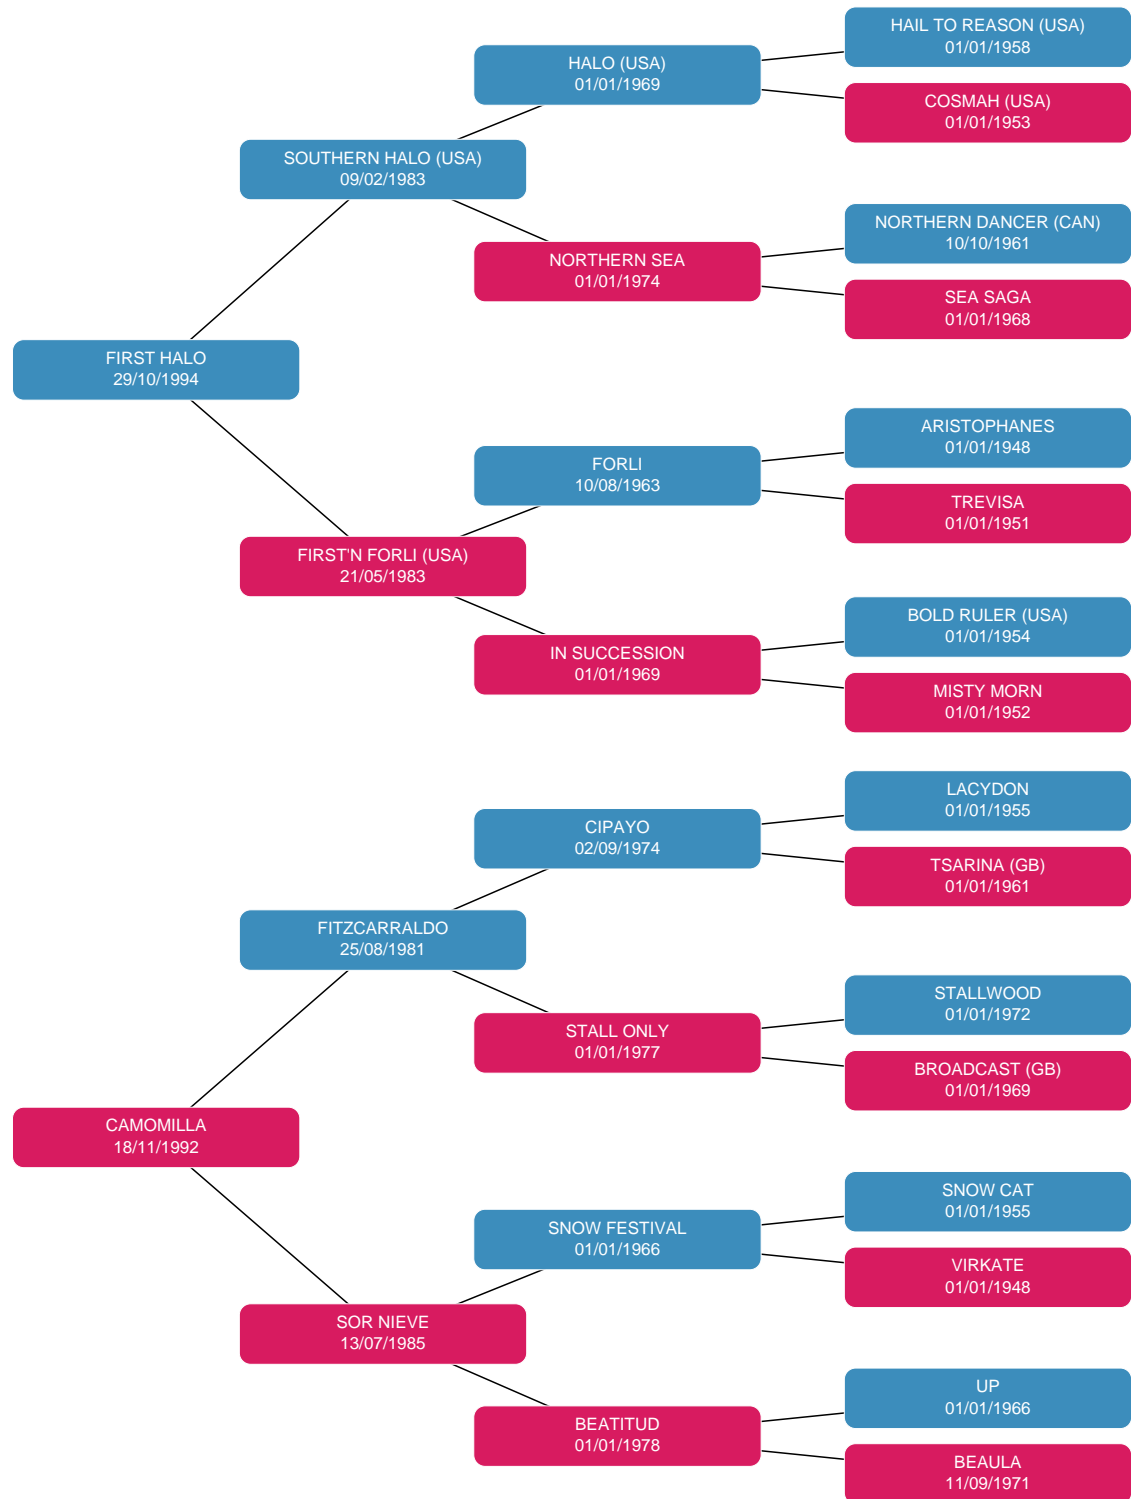 HAIL TO REASON (USA)
01/01/1958
HALO (USA)
01/01/1969
COSMAH (USA)
01/01/1953
SOUTHERN HALO (USA)
09/02/1983
NORTHERN DANCER (CAN)
10/10/1961
NORTHERN SEA
01/01/1974
SEA SAGA
01/01/1968
FIRST HALO
29/10/1994
ARISTOPHANES
01/01/1948
FORLI
10/08/1963
TREVISA
01/01/1951
FIRST'N FORLI (USA)
21/05/1983
BOLD RULER (USA)
01/01/1954
IN SUCCESSION
01/01/1969
MISTY MORN
01/01/1952
LACYDON
01/01/1955
CIPAYO
02/09/1974
TSARINA (GB)
01/01/1961
FITZCARRALDO
25/08/1981
STALLWOOD
01/01/1972
STALL ONLY
01/01/1977
BROADCAST (GB)
01/01/1969
CAMOMILLA
18/11/1992
SNOW CAT
01/01/1955
SNOW FESTIVAL
01/01/1966
VIRKATE
01/01/1948
SOR NIEVE
13/07/1985
UP
01/01/1966
BEATITUD
01/01/1978
BEAULA
11/09/1971